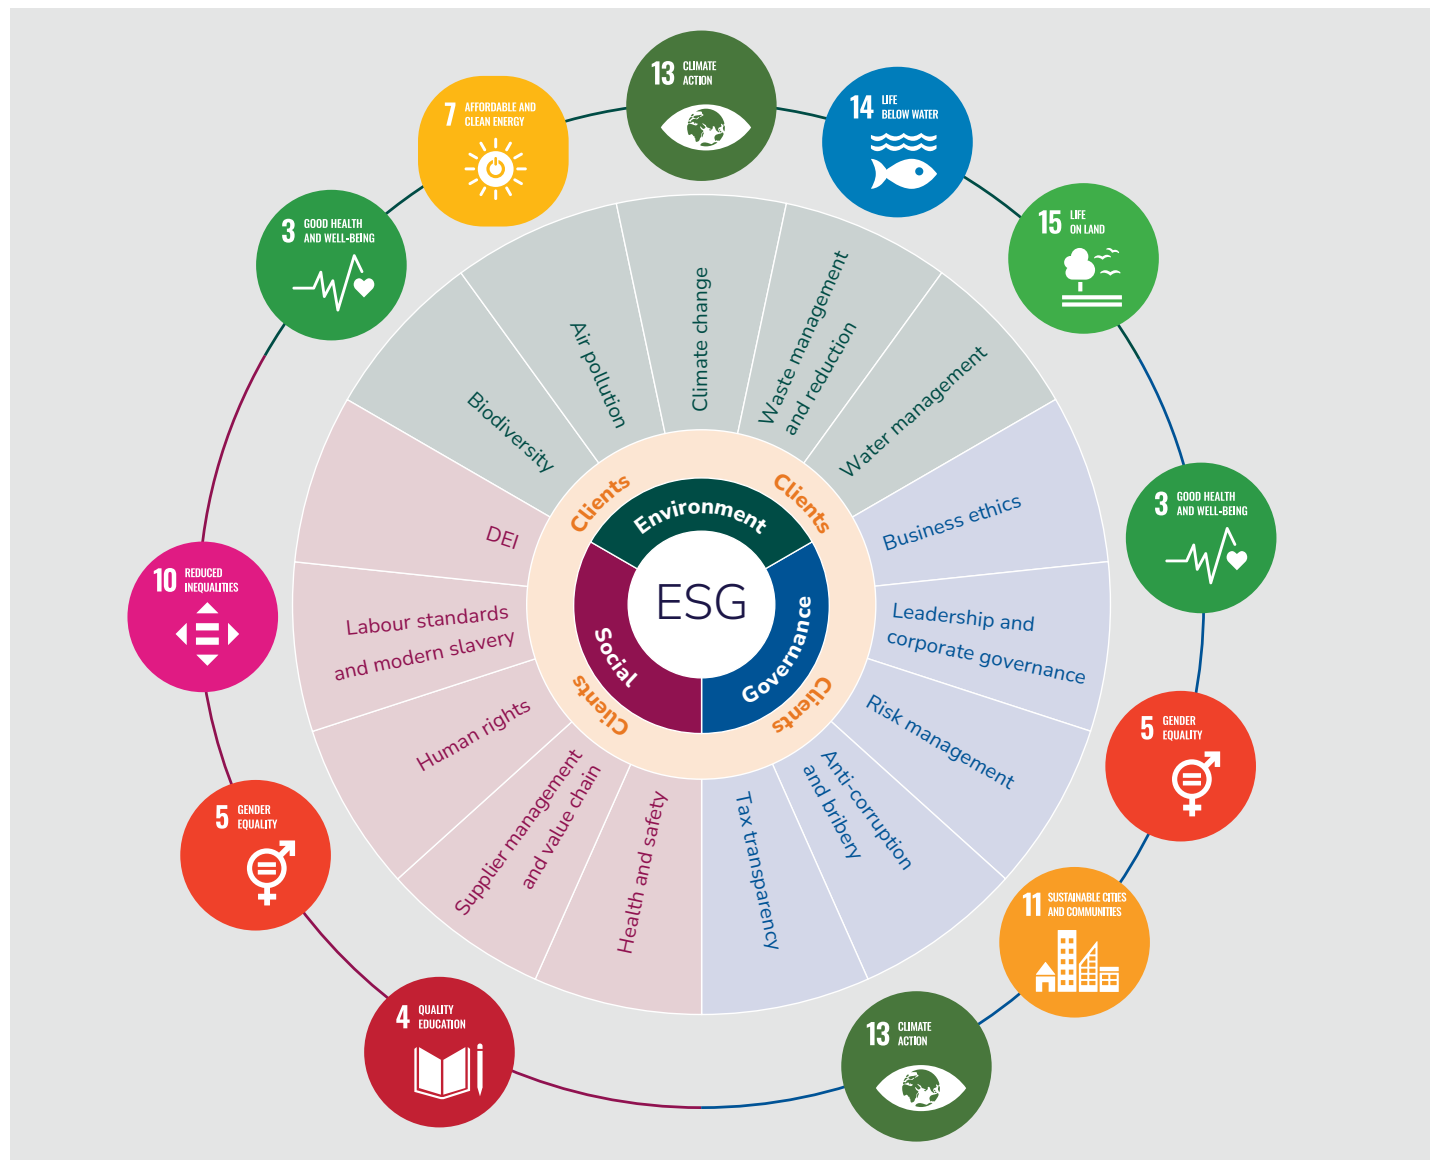 13 CLIMATE
ACTION
14 LIFE
BELOW WATER
15 LIFE
ON LAND
3 GOOD HEALTH
AND WELL-BEING
5 GENDER
EQUALITY
11 SUSTAINABLE CITIES
AND COMMUNITIES
13 CLIMATE
ACTION
4 QUALITY
EDUCATION
5 GENDER
EQUALITY
10 REDUCED
INEQUALITIES
3 GOOD HEALTH
AND WELL-BEING
7 AFFORDABLE AND
CLEAN ENERGY
Biodiversity
Air pollution
Climate change
Waste management
and reduction
Water management
Business ethics
Leadership and
corporate governance
Risk management
Anti-corruption
and bribery
Tax transparency
Health and safety
Supplier management
and value chain
Human rights
Labour standards
and modern slavery
DEI
Clients
Clients
Clients
Clients
Environment
Governance
Social
ESG